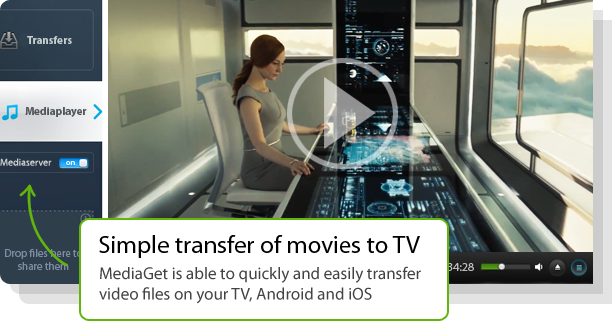 Transfers
Mediaplayer
Mediaserver
on
Drop files here to
share them
Simple transfer of movies to TV
MediaGet is able to quickly and easily transfer
video files on your TV, Android and iOS
34:28